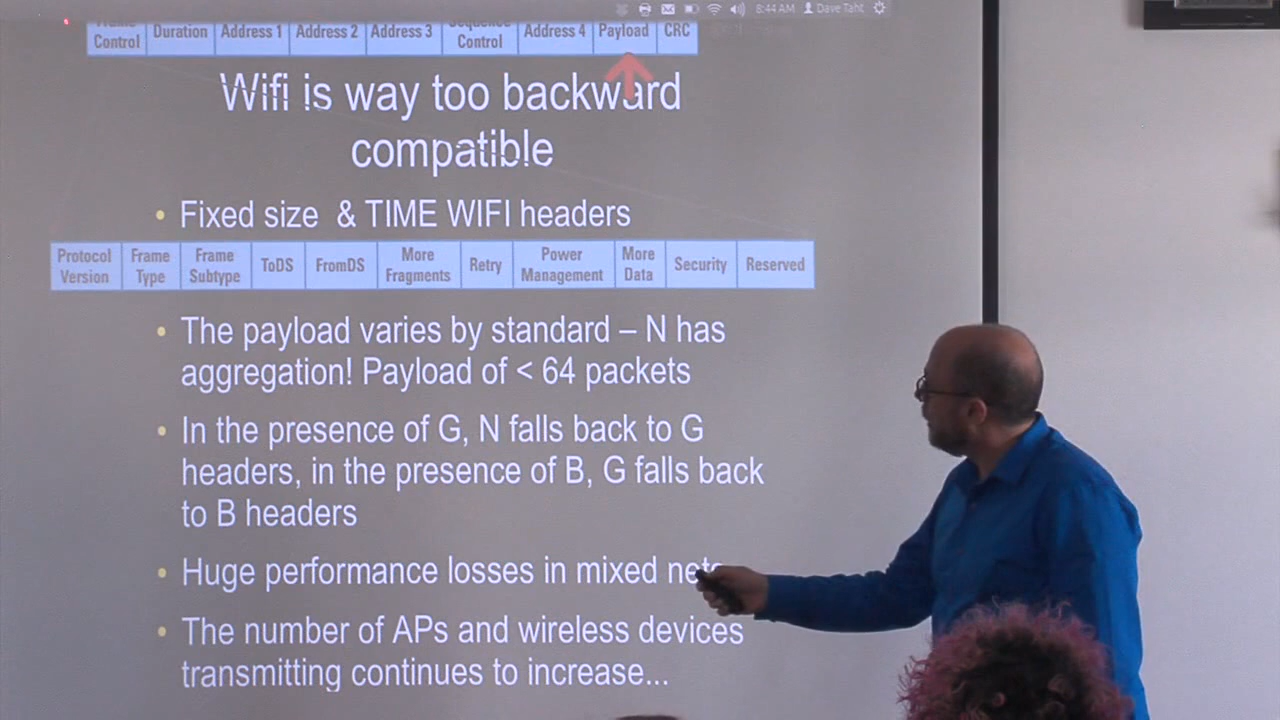 8:44 AM Dave Taht
Frame Control Duration Address 1 Address 2 Address 3 Sequence Control Address 4 Payload CRC
Wifi is way too backward
compatible
• Fixed size & TIME WIFI headers
Protocol Version Frame Type Frame Subtype ToDS FromDS More Fragments Retry Power Management More Data Security Reserved
• The payload varies by standard – N has
aggregation! Payload of < 64 packets
• In the presence of G, N falls back to G
headers, in the presence of B, G falls back
to B headers
• Huge performance losses in mixed nets
• The number of APs and wireless devices
transmitting continues to increase...